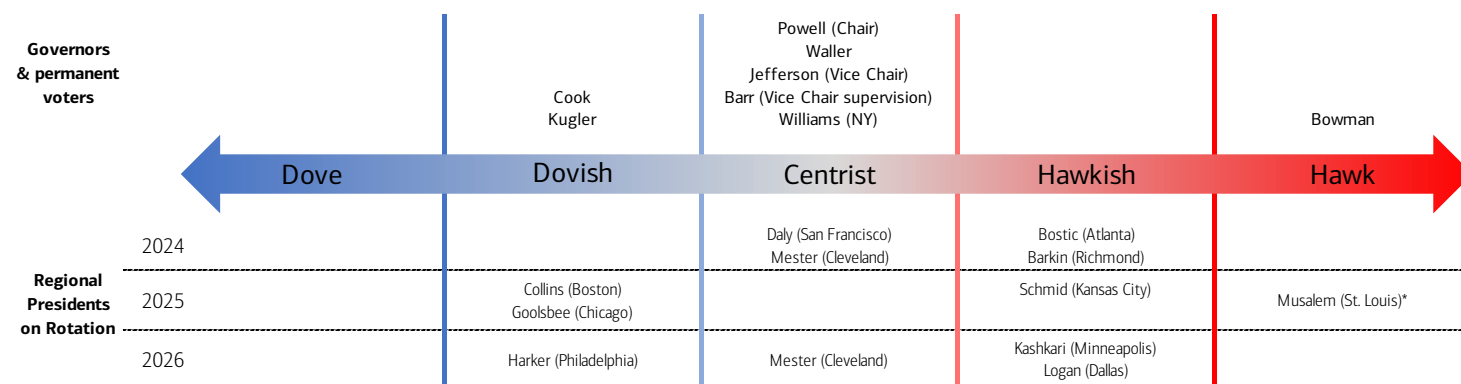 Governors
& permanent
voters
Cook
Kugler
Powell (Chair)
Waller
Jefferson (Vice Chair)
Barr (Vice Chair supervision)
Williams (NY)
Bowman
Dove
Dovish
Centrist
Hawkish
Hawk
Regional
Presidents
on Rotation
2024
Daly (San Francisco)
Mester (Cleveland)
Bostic (Atlanta)
Barkin (Richmond)
2025
Collins (Boston)
Goolsbee (Chicago)
Schmid (Kansas City)
Musalem (St. Louis)*
2026
Harker (Philadelphia)
Mester (Cleveland)
Kashkari (Minneapolis)
Logan (Dallas)